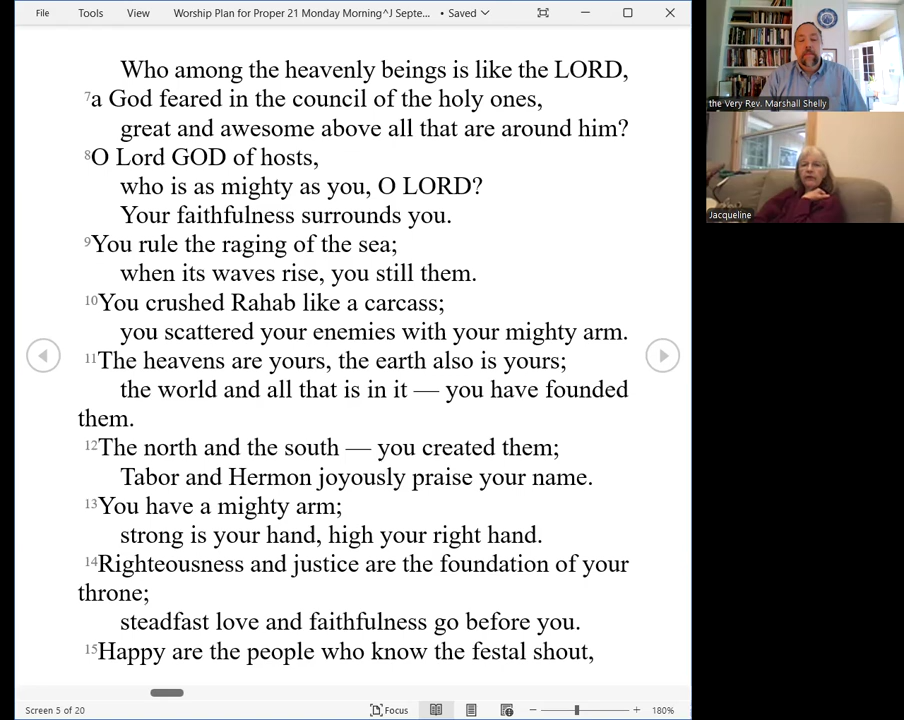 File Tools View Worship Plan for Proper 21 Monday Morning^J Septe... • Saved
Who among the heavenly beings is like the LORD,
7a God feared in the council of the holy ones,
great and awesome above all that are around him?
8O Lord GOD of hosts,
who is as mighty as you, O LORD?
Your faithfulness surrounds you.
9You rule the raging of the sea;
when its waves rise, you still them.
10You crushed Rahab like a carcass;
you scattered your enemies with your mighty arm.
11The heavens are yours, the earth also is yours;
the world and all that is in it — you have founded
them.
12The north and the south — you created them;
Tabor and Hermon joyously praise your name.
13You have a mighty arm;
strong is your hand, high your right hand.
14Righteousness and justice are the foundation of your
throne;
steadfast love and faithfulness go before you.
15Happy are the people who know the festal shout,
Screen 5 of 20 Focus 180%
the Very Rev. Marshall Shelly
Jacqueline